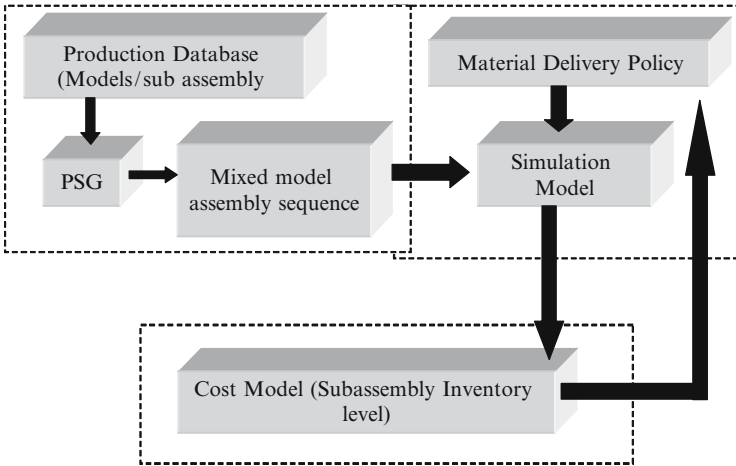 Production Database
(Models/sub assembly
Material Delivery Policy
PSG
Mixed model
assembly sequence
Simulation
Model
Cost Model (Subassembly Inventory
level)